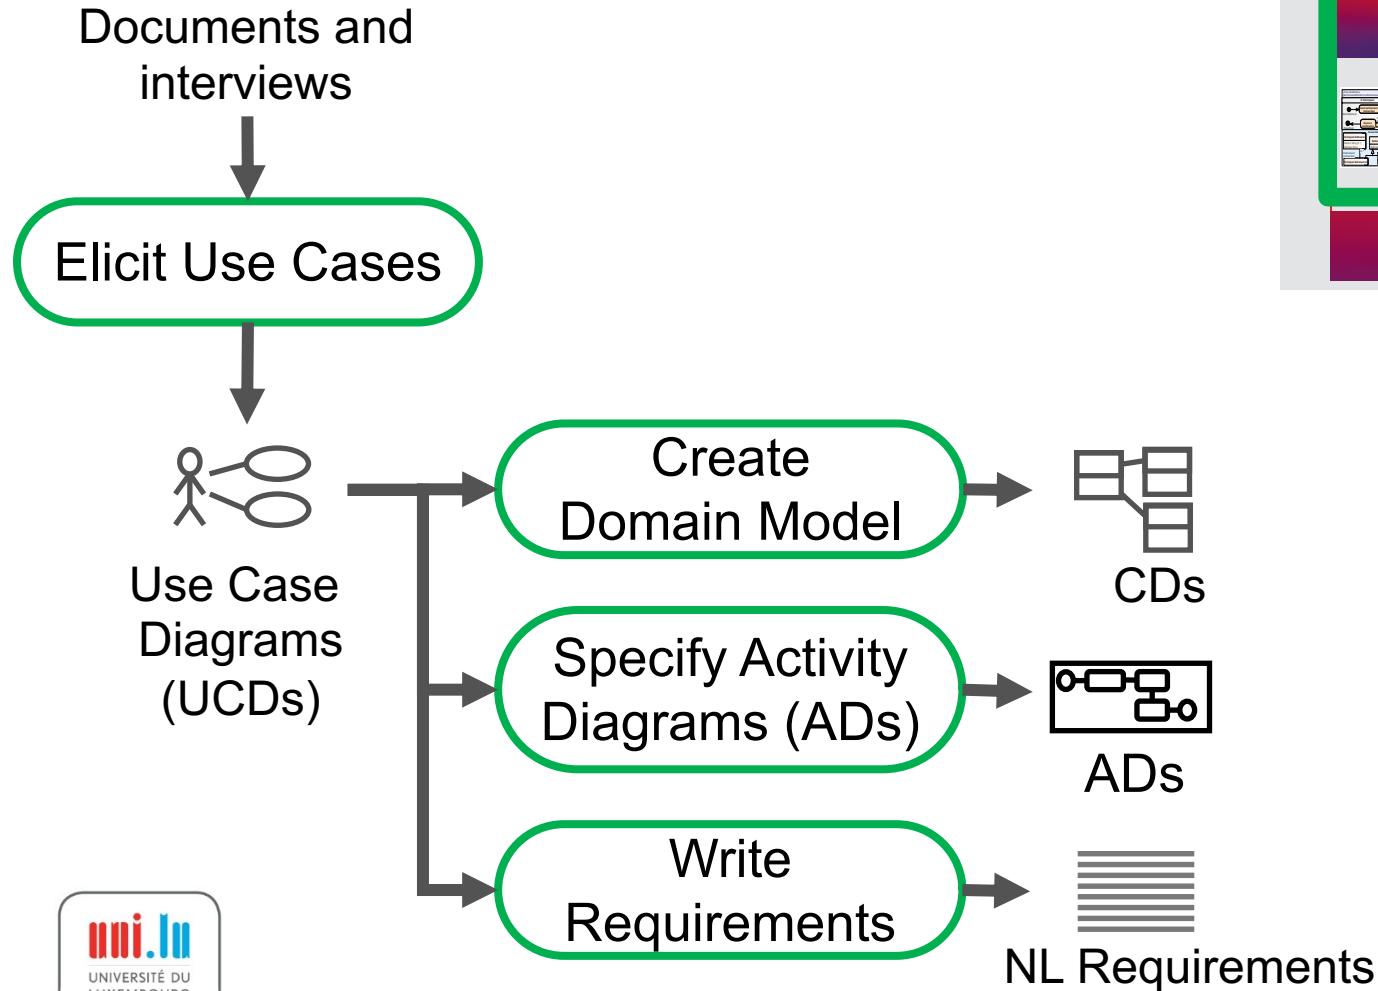 Documents and
interviews
Elicit Use Cases
Use Case
Diagrams
(UCDs)
Create
Domain Model
CDs
Specify Activity
Diagrams (ADs)
ADs
Write
Requirements
NL Requirements
uni.lu
UNIVERSITÉ DU
LUXEMBOURG